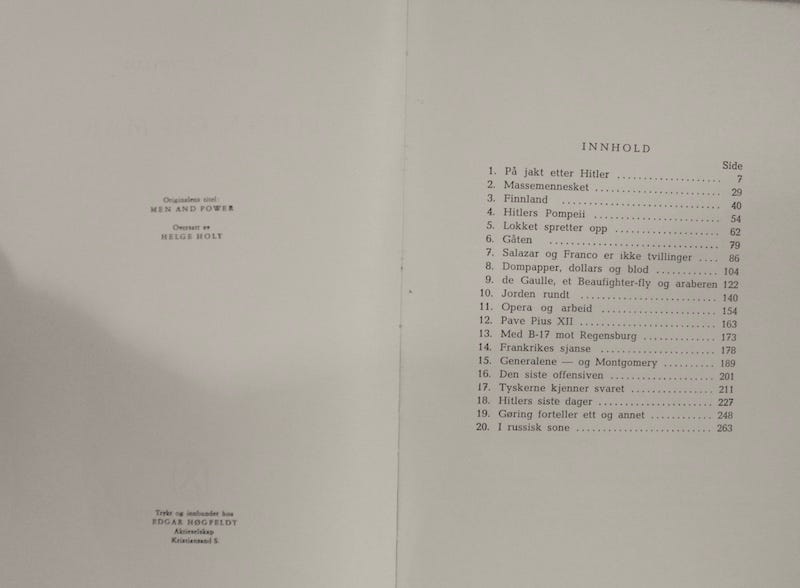 Originalens titel:
MEN AND POWER
Oversatt av
HELGE HOLT
Trykt og innbundet hos
EDGAR HØGFELDT
Aktieselskap
Kristiansand S.
INNHOLD
Side
1. På jakt etter Hitler .................... 7
2. Massemennesket ........................ 29
3. Finnland .............................. 40
4. Hitlers Pompeii ........................ 54
5. Lokket spretter opp .................... 62
6. Gåten ................................ 79
7. Salazar og Franco er ikke tvillinger .... 86
8. Dompapper, dollars og blod ............ 104
9. de Gaulle, et Beaufighter-fly og araberen 122
10. Jorden rundt .......................... 140
11. Opera og arbeid ...................... 154
12. Pave Pius XII .......................... 163
13. Med B-17 mot Regensburg ............. 173
14. Frankrikes sjanse ...................... 178
15. Generalene — og Montgomery .......... 189
16. Den siste offensiven .................... 201
17. Tyskerne kjenner svaret ................ 211
18. Hitlers siste dager ...................... 227
19. Gøring forteller ett og annet ............ 248
20. I russisk sone .......................... 263